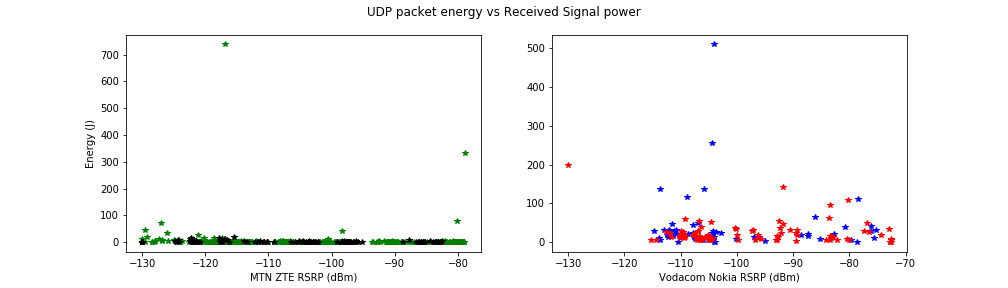 UDP packet energy vs Received Signal power
Energy (J)
700
600
500
400
300
200
100
0
−130 −120 −110 −100 −90 −80
MTN ZTE RSRP (dBm)
500
400
300
200
100
0
−130 −120 −110 −100 −90 −80 −70
Vodacom Nokia RSRP (dBm)